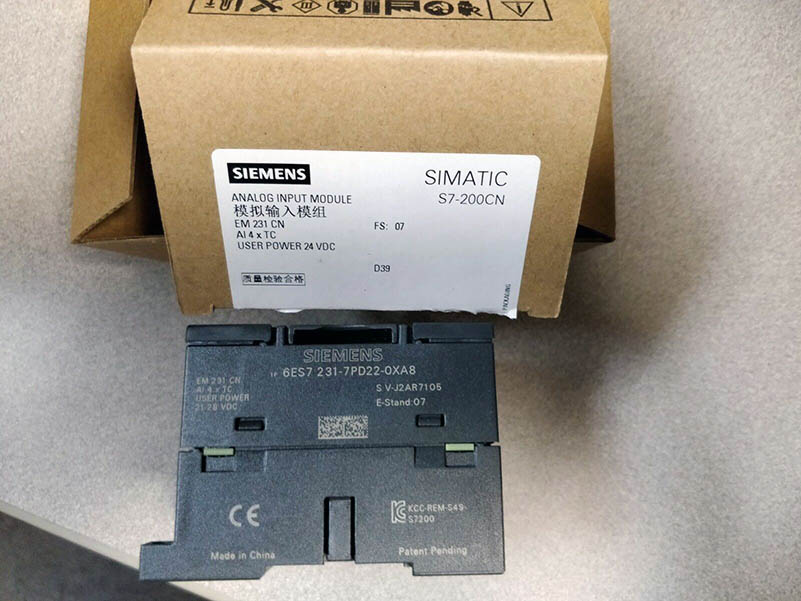 SIEMENS
SIMATIC
S7-200CN
ANALOG INPUT MODULE
模拟输入模组
EM 231 CN
FS: 07
AI 4 x TC
USER POWER 24 VDC
D39
质量检验合格
PACKAGING
SIEMENS
1P 6ES7 231-7PD22-0XA8
EM 231 CN
AI 4 x TC
USER POWER
21-28 VDC
S V-J2AR7105
E-Stand:07
CE
KCC-REM-S49-
S7200
Made in China
Patent Pending